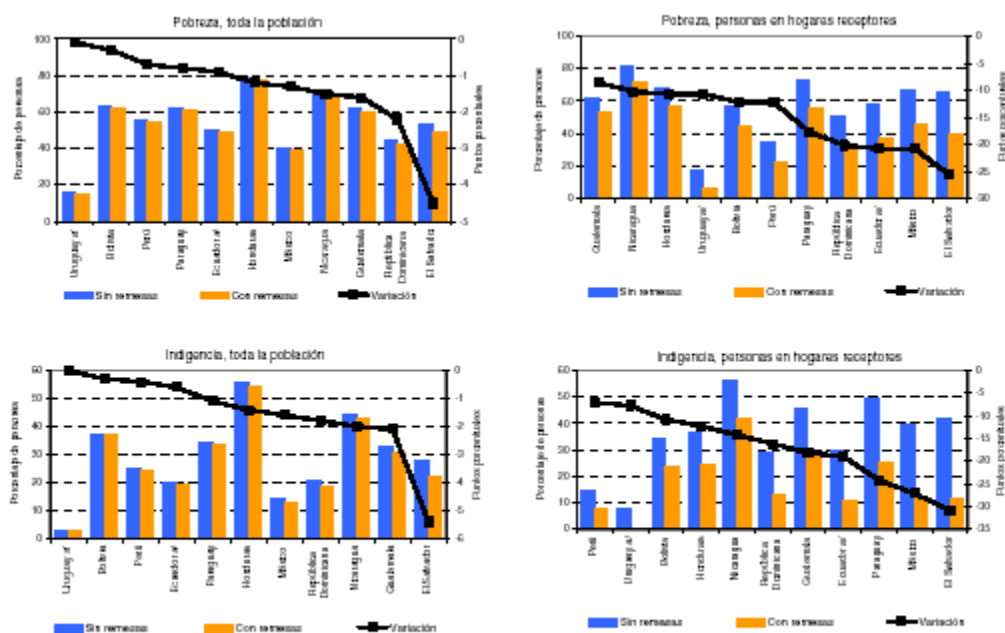 Pobreza, toda la población
Porcentaje de personas
100
80
60
40
20
0
0
-1
-2
-3
-4
-5
Puntos porcentuales
Uruguay a/
Bolivia
Perú
Paraguay
Ecuador a/
Honduras
México
Nicaragua
Guatemala
República
Dominicana
El Salvador
Sin remesas Con remesas Variación
Pobreza, personas en hogares receptores
Porcentaje de personas
100
80
60
40
20
0
0
-5
-10
-15
-20
-25
-30
Puntos porcentuales
Guatemala
Nicaragua
Honduras
Uruguay a/
Bolivia
Perú
Paraguay
República
Dominicana
Ecuador a/
México
El Salvador
Sin remesas Con remesas Variación
Indigencia, toda la población
Porcentaje de personas
60
50
40
30
20
10
0
0
-1
-2
-3
-4
-5
-6
Puntos porcentuales
Uruguay a/
Bolivia
Perú
Ecuador a/
Paraguay
Honduras
México
República
Dominicana
Nicaragua
Guatemala
El Salvador
Sin remesas Con remesas Variación
Indigencia, personas en hogares receptores
Porcentaje de personas
60
50
40
30
20
10
0
0
-5
-10
-15
-20
-25
-30
-35
Puntos porcentuales
Perú
Uruguay a/
Bolivia
Honduras
Nicaragua
República
Dominicana
Guatemala
Ecuador a/
Paraguay
México
El Salvador
Sin remesas Con remesas Variación